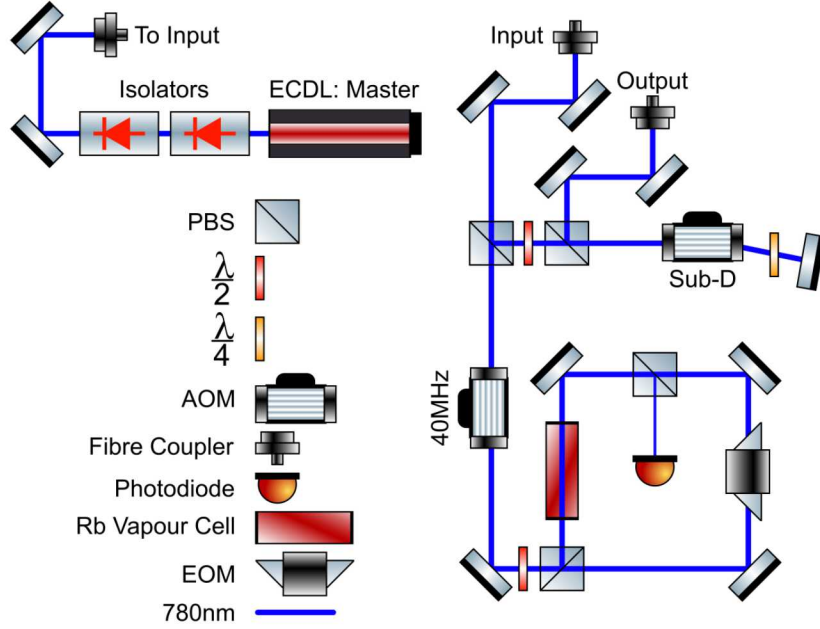 To Input
Isolators
ECDL: Master
PBS
λ
2
λ
4
AOM
Fibre Coupler
Photodiode
Rb Vapour Cell
EOM
780nm
Input
Output
Sub-D
40MHz